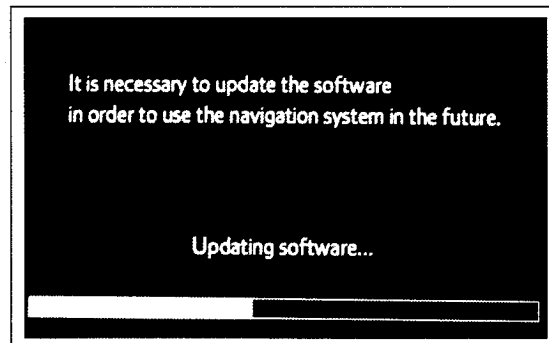 It is necessary to update the software
in order to use the navigation system in the future.
Updating software...